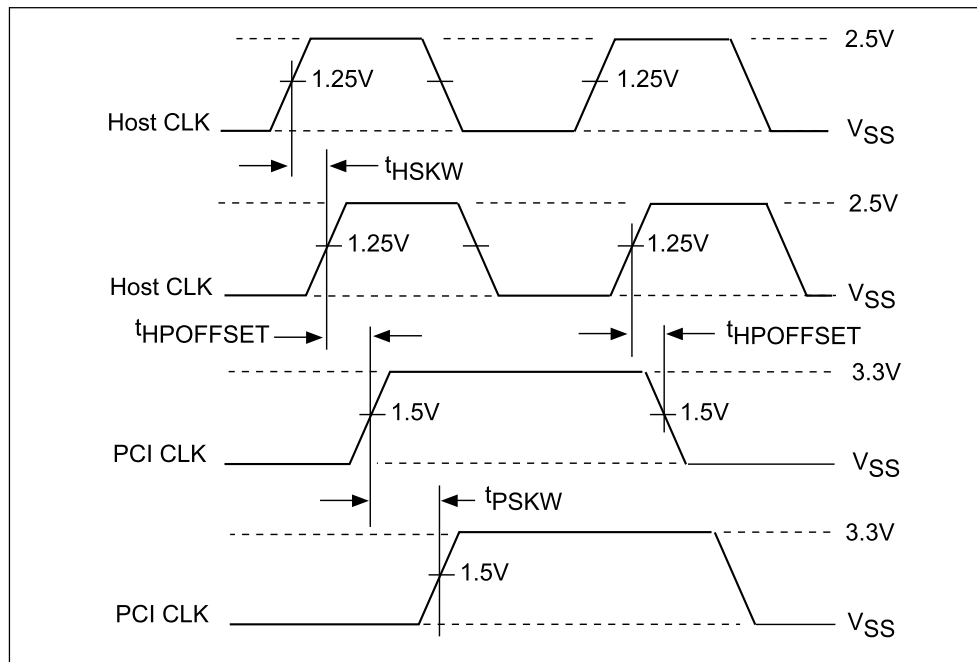 2.5V
1.25V 1.25V
Host CLK VSS
tHSKW
2.5V
1.25V 1.25V
Host CLK VSS
tHPOFFSET tHPOFFSET
3.3V
1.5V 1.5V
PCI CLK VSS
tPSKW
3.3V
1.5V
PCI CLK VSS